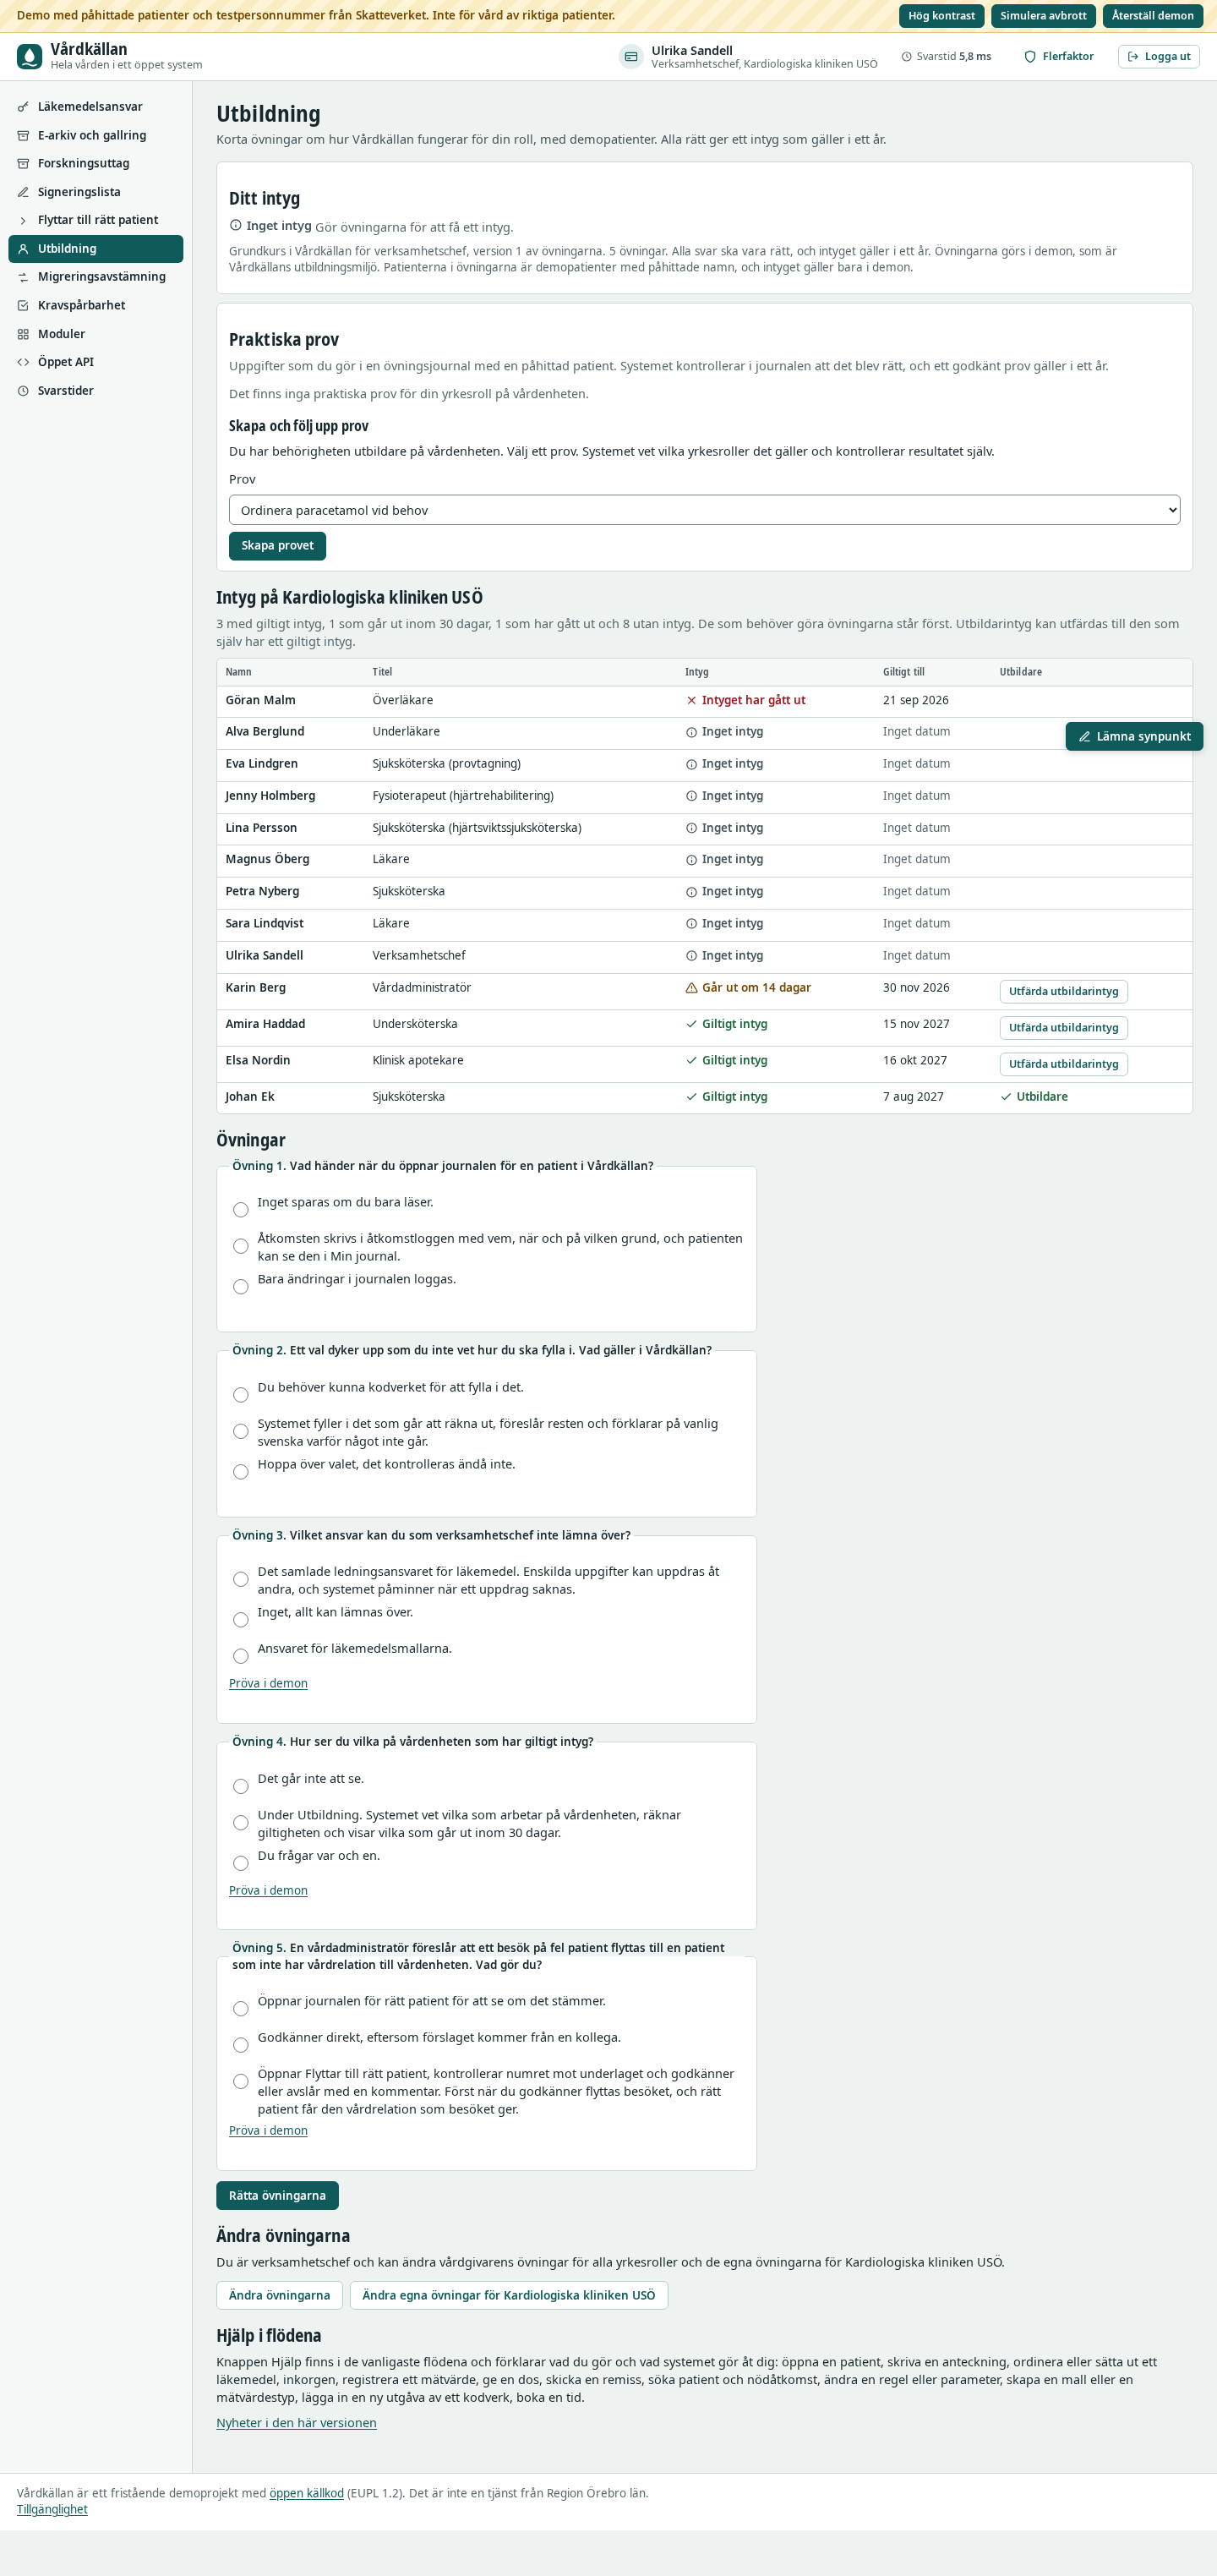 Demo med påhittade patienter och testpersonnummer från Skatteverket. Inte för vård av riktiga patienter.
Hög kontrast
Simulera avbrott
Återställ demon
Vårdkällan
Hela vården i ett öppet system
Ulrika Sandell
Verksamhetschef, Kardiologiska kliniken USÖ
Svarstid 5,8 ms
Flerfaktor
Logga ut
Läkemedelsansvar
E-arkiv och gallring
Forskningsuttag
Signeringslista
Flyttar till rätt patient
Utbildning
Migreringsavstämning
Kravspårbarhet
Moduler
Öppet API
Svarstider
Utbildning
Korta övningar om hur Vårdkällan fungerar för din roll, med demopatienter. Alla rätt ger ett intyg som gäller i ett år.
Ditt intyg
Inget intyg Gör övningarna för att få ett intyg.
Grundkurs i Vårdkällan för verksamhetschef, version 1 av övningarna. 5 övningar. Alla svar ska vara rätt, och intyget gäller i ett år. Övningarna görs i demon, som är
Vårdkällans utbildningsmiljö. Patienterna i övningarna är demopatienter med påhittade namn, och intyget gäller bara i demon.
Praktiska prov
Uppgifter som du gör i en övningsjournal med en påhittad patient. Systemet kontrollerar i journalen att det blev rätt, och ett godkänt prov gäller i ett år.
Det finns inga praktiska prov för din yrkesroll på vårdenheten.
Skapa och följ upp prov
Du har behörigheten utbildare på vårdenheten. Välj ett prov. Systemet vet vilka yrkesroller det gäller och kontrollerar resultatet själv.
Prov
Ordinera paracetamol vid behov
Skapa provet
Intyg på Kardiologiska kliniken USÖ
3 med giltigt intyg, 1 som går ut inom 30 dagar, 1 som har gått ut och 8 utan intyg. De som behöver göra övningarna står först. Utbildarintyg kan utfärdas till den som
själv har ett giltigt intyg.
Namn Titel Intyg Giltigt till Utbildare
Göran Malm Överläkare Intyget har gått ut 21 sep 2026
Alva Berglund Underläkare Inget intyg Inget datum
Lämna synpunkt
Eva Lindgren Sjuksköterska (provtagning) Inget intyg Inget datum
Jenny Holmberg Fysioterapeut (hjärtrehabilitering) Inget intyg Inget datum
Lina Persson Sjuksköterska (hjärtsviktssjuksköterska) Inget intyg Inget datum
Magnus Öberg Läkare Inget intyg Inget datum
Petra Nyberg Sjuksköterska Inget intyg Inget datum
Sara Lindqvist Läkare Inget intyg Inget datum
Ulrika Sandell Verksamhetschef Inget intyg Inget datum
Karin Berg Vårdadministratör Går ut om 14 dagar 30 nov 2026 Utfärda utbildarintyg
Amira Haddad Undersköterska Giltigt intyg 15 nov 2027 Utfärda utbildarintyg
Elsa Nordin Klinisk apotekare Giltigt intyg 16 okt 2027 Utfärda utbildarintyg
Johan Ek Sjuksköterska Giltigt intyg 7 aug 2027 Utbildare
Övningar
Övning 1. Vad händer när du öppnar journalen för en patient i Vårdkällan?
Inget sparas om du bara läser.
Åtkomsten skrivs i åtkomstloggen med vem, när och på vilken grund, och patienten
kan se den i Min journal.
Bara ändringar i journalen loggas.
Övning 2. Ett val dyker upp som du inte vet hur du ska fylla i. Vad gäller i Vårdkällan?
Du behöver kunna kodverket för att fylla i det.
Systemet fyller i det som går att räkna ut, föreslår resten och förklarar på vanlig
svenska varför något inte går.
Hoppa över valet, det kontrolleras ändå inte.
Övning 3. Vilket ansvar kan du som verksamhetschef inte lämna över?
Det samlade ledningsansvaret för läkemedel. Enskilda uppgifter kan uppdras åt
andra, och systemet påminner när ett uppdrag saknas.
Inget, allt kan lämnas över.
Ansvaret för läkemedelsmallarna.
Pröva i demon
Övning 4. Hur ser du vilka på vårdenheten som har giltigt intyg?
Det går inte att se.
Under Utbildning. Systemet vet vilka som arbetar på vårdenheten, räknar
giltigheten och visar vilka som går ut inom 30 dagar.
Du frågar var och en.
Pröva i demon
Övning 5. En vårdadministratör föreslår att ett besök på fel patient flyttas till en patient
som inte har vårdrelation till vårdenheten. Vad gör du?
Öppnar journalen för rätt patient för att se om det stämmer.
Godkänner direkt, eftersom förslaget kommer från en kollega.
Öppnar Flyttar till rätt patient, kontrollerar numret mot underlaget och godkänner
eller avslår med en kommentar. Först när du godkänner flyttas besöket, och rätt
patient får den vårdrelation som besöket ger.
Pröva i demon
Rätta övningarna
Ändra övningarna
Du är verksamhetschef och kan ändra vårdgivarens övningar för alla yrkesroller och de egna övningarna för Kardiologiska kliniken USÖ.
Ändra övningarna
Ändra egna övningar för Kardiologiska kliniken USÖ
Hjälp i flödena
Knappen Hjälp finns i de vanligaste flödena och förklarar vad du gör och vad systemet gör åt dig: öppna en patient, skriva en anteckning, ordinera eller sätta ut ett
läkemedel, inkorgen, registrera ett mätvärde, ge en dos, skicka en remiss, söka patient och nödåtkomst, ändra en regel eller parameter, skapa en mall eller en
mätvärdestyp, lägga in en ny utgåva av ett kodverk, boka en tid.
Nyheter i den här versionen
Vårdkällan är ett fristående demoprojekt med öppen källkod (EUPL 1.2). Det är inte en tjänst från Region Örebro län.
Tillgänglighet